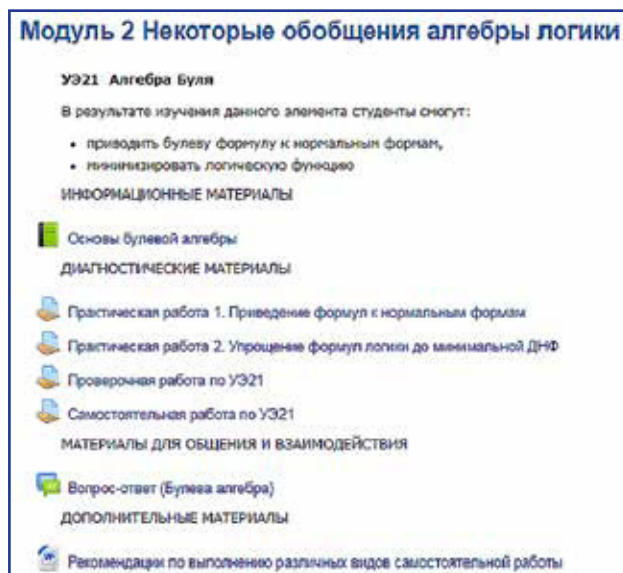 Модуль 2 Некоторые обобщения алгебры логики
УЭ21 Алгебра Буля
В результате изучения данного элемента студенты смогут:
• приводить булеву формулу к нормальным формам,
• минимизировать логическую функцию
ИНФОРМАЦИОННЫЕ МАТЕРИАЛЫ
Основы булевой алгебры
ДИАГНОСТИЧЕСКИЕ МАТЕРИАЛЫ
Практическая работа 1. Приведение формул к нормальным формам
Практическая работа 2. Упрощение формул логики до минимальной ДНФ
Проверочная работа по УЭ21
Самостоятельная работа по УЭ21
МАТЕРИАЛЫ ДЛЯ ОБЩЕНИЯ И ВЗАИМОДЕЙСТВИЯ
Вопрос-ответ (Булева алгебра)
ДОПОЛНИТЕЛЬНЫЕ МАТЕРИАЛЫ
Рекомендации по выполнению различных видов самостоятельной работы